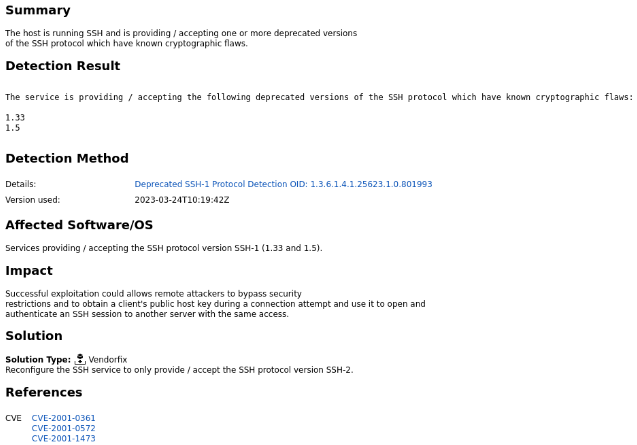 Summary
The host is running SSH and is providing / accepting one or more deprecated versions
of the SSH protocol which have known cryptographic flaws.
Detection Result
The service is providing / accepting the following deprecated versions of the SSH protocol which have known cryptographic flaws:
1.33
1.5
Detection Method
Details: Deprecated SSH-1 Protocol Detection OID: 1.3.6.1.4.1.25623.1.0.801993
Version used: 2023-03-24T10:19:42Z
Affected Software/OS
Services providing / accepting the SSH protocol version SSH-1 (1.33 and 1.5).
Impact
Successful exploitation could allows remote attackers to bypass security
restrictions and to obtain a client's public host key during a connection attempt and use it to open and
authenticate an SSH session to another server with the same access.
Solution
Solution Type: Vendorfix
Reconfigure the SSH service to only provide / accept the SSH protocol version SSH-2.
References
CVE CVE-2001-0361
CVE-2001-0572
CVE-2001-1473